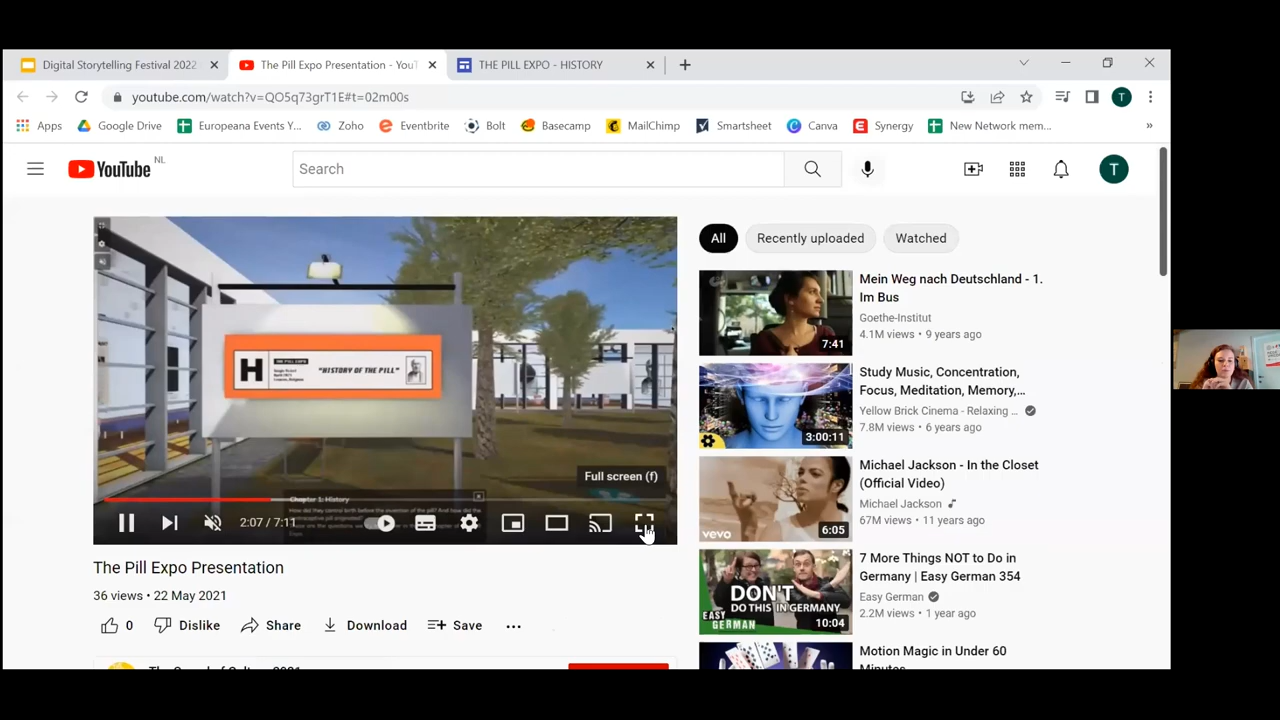 Digital Storytelling Festival 2022
The Pill Expo Presentation - YouT
THE PILL EXPO - HISTORY
youtube.com/watch?v=QO5q73grT1E#t=02m00s
T
Apps
Google Drive
Europeana Events Y...
Zoho
Eventbrite
Bolt
Basecamp
MailChimp
Smartsheet
Canva
Synergy
New Network mem...
»
YouTube NL
Search
T
All
Recently uploaded
Watched
H
THE PILL EXPO
"HISTORY OF THE PILL"
Full screen (f)
Chapter 1: History
2:07 / 7:11
The Pill Expo Presentation
36 views • 22 May 2021
0
Dislike
Share
Download
Save
...
Mein Weg nach Deutschland - 1.
Im Bus
Goethe-Institut
4.1M views • 9 years ago
7:41
Study Music, Concentration,
Focus, Meditation, Memory,...
Yellow Brick Cinema - Relaxing ...
7.8M views • 6 years ago
3:00:11
Michael Jackson - In the Closet
(Official Video)
Michael Jackson
67M views • 11 years ago
vevo
6:05
7 More Things NOT to Do in
Germany | Easy German 354
Easy German
2.2M views • 1 year ago
DON'T
DO THIS IN GERMANY
EASY
GERMAN
10:04
Motion Magic in Under 60
Minutes